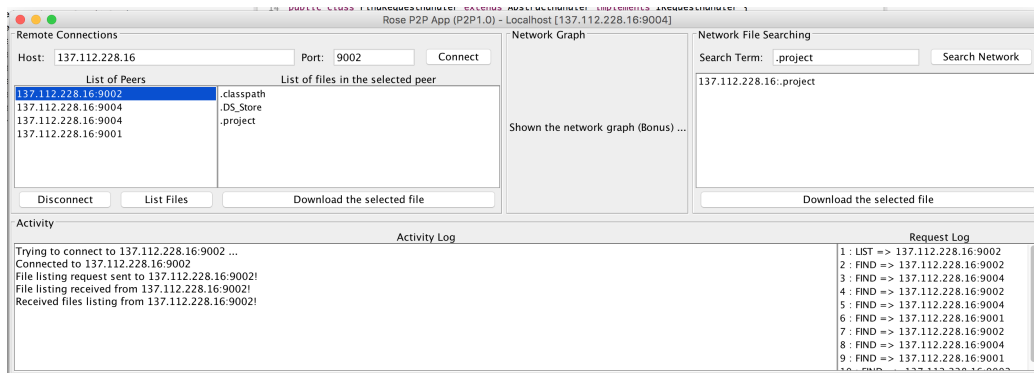 14 public class FindRequestHandler extends AbstractHandler implements IRequestHandler {
Rose P2P App (P2P1.0) - Localhost [137.112.228.16:9004]
Remote Connections
Host: 137.112.228.16 Port: 9002 Connect
List of Peers
137.112.228.16:9002
137.112.228.16:9004
137.112.228.16:9004
137.112.228.16:9001
List of files in the selected peer
.classpath
.DS_Store
.project
Disconnect List Files Download the selected file
Network Graph
Shown the network graph (Bonus) ...
Network File Searching
Search Term: .project Search Network
137.112.228.16:.project
Download the selected file
Activity
Activity Log
Trying to connect to 137.112.228.16:9002 ...
Connected to 137.112.228.16:9002
File listing request sent to 137.112.228.16:9002!
File listing received from 137.112.228.16:9002!
Received files listing from 137.112.228.16:9002!
Request Log
1 : LIST => 137.112.228.16:9002
2 : FIND => 137.112.228.16:9002
3 : FIND => 137.112.228.16:9004
4 : FIND => 137.112.228.16:9002
5 : FIND => 137.112.228.16:9004
6 : FIND => 137.112.228.16:9001
7 : FIND => 137.112.228.16:9002
8 : FIND => 137.112.228.16:9004
9 : FIND => 137.112.228.16:9001